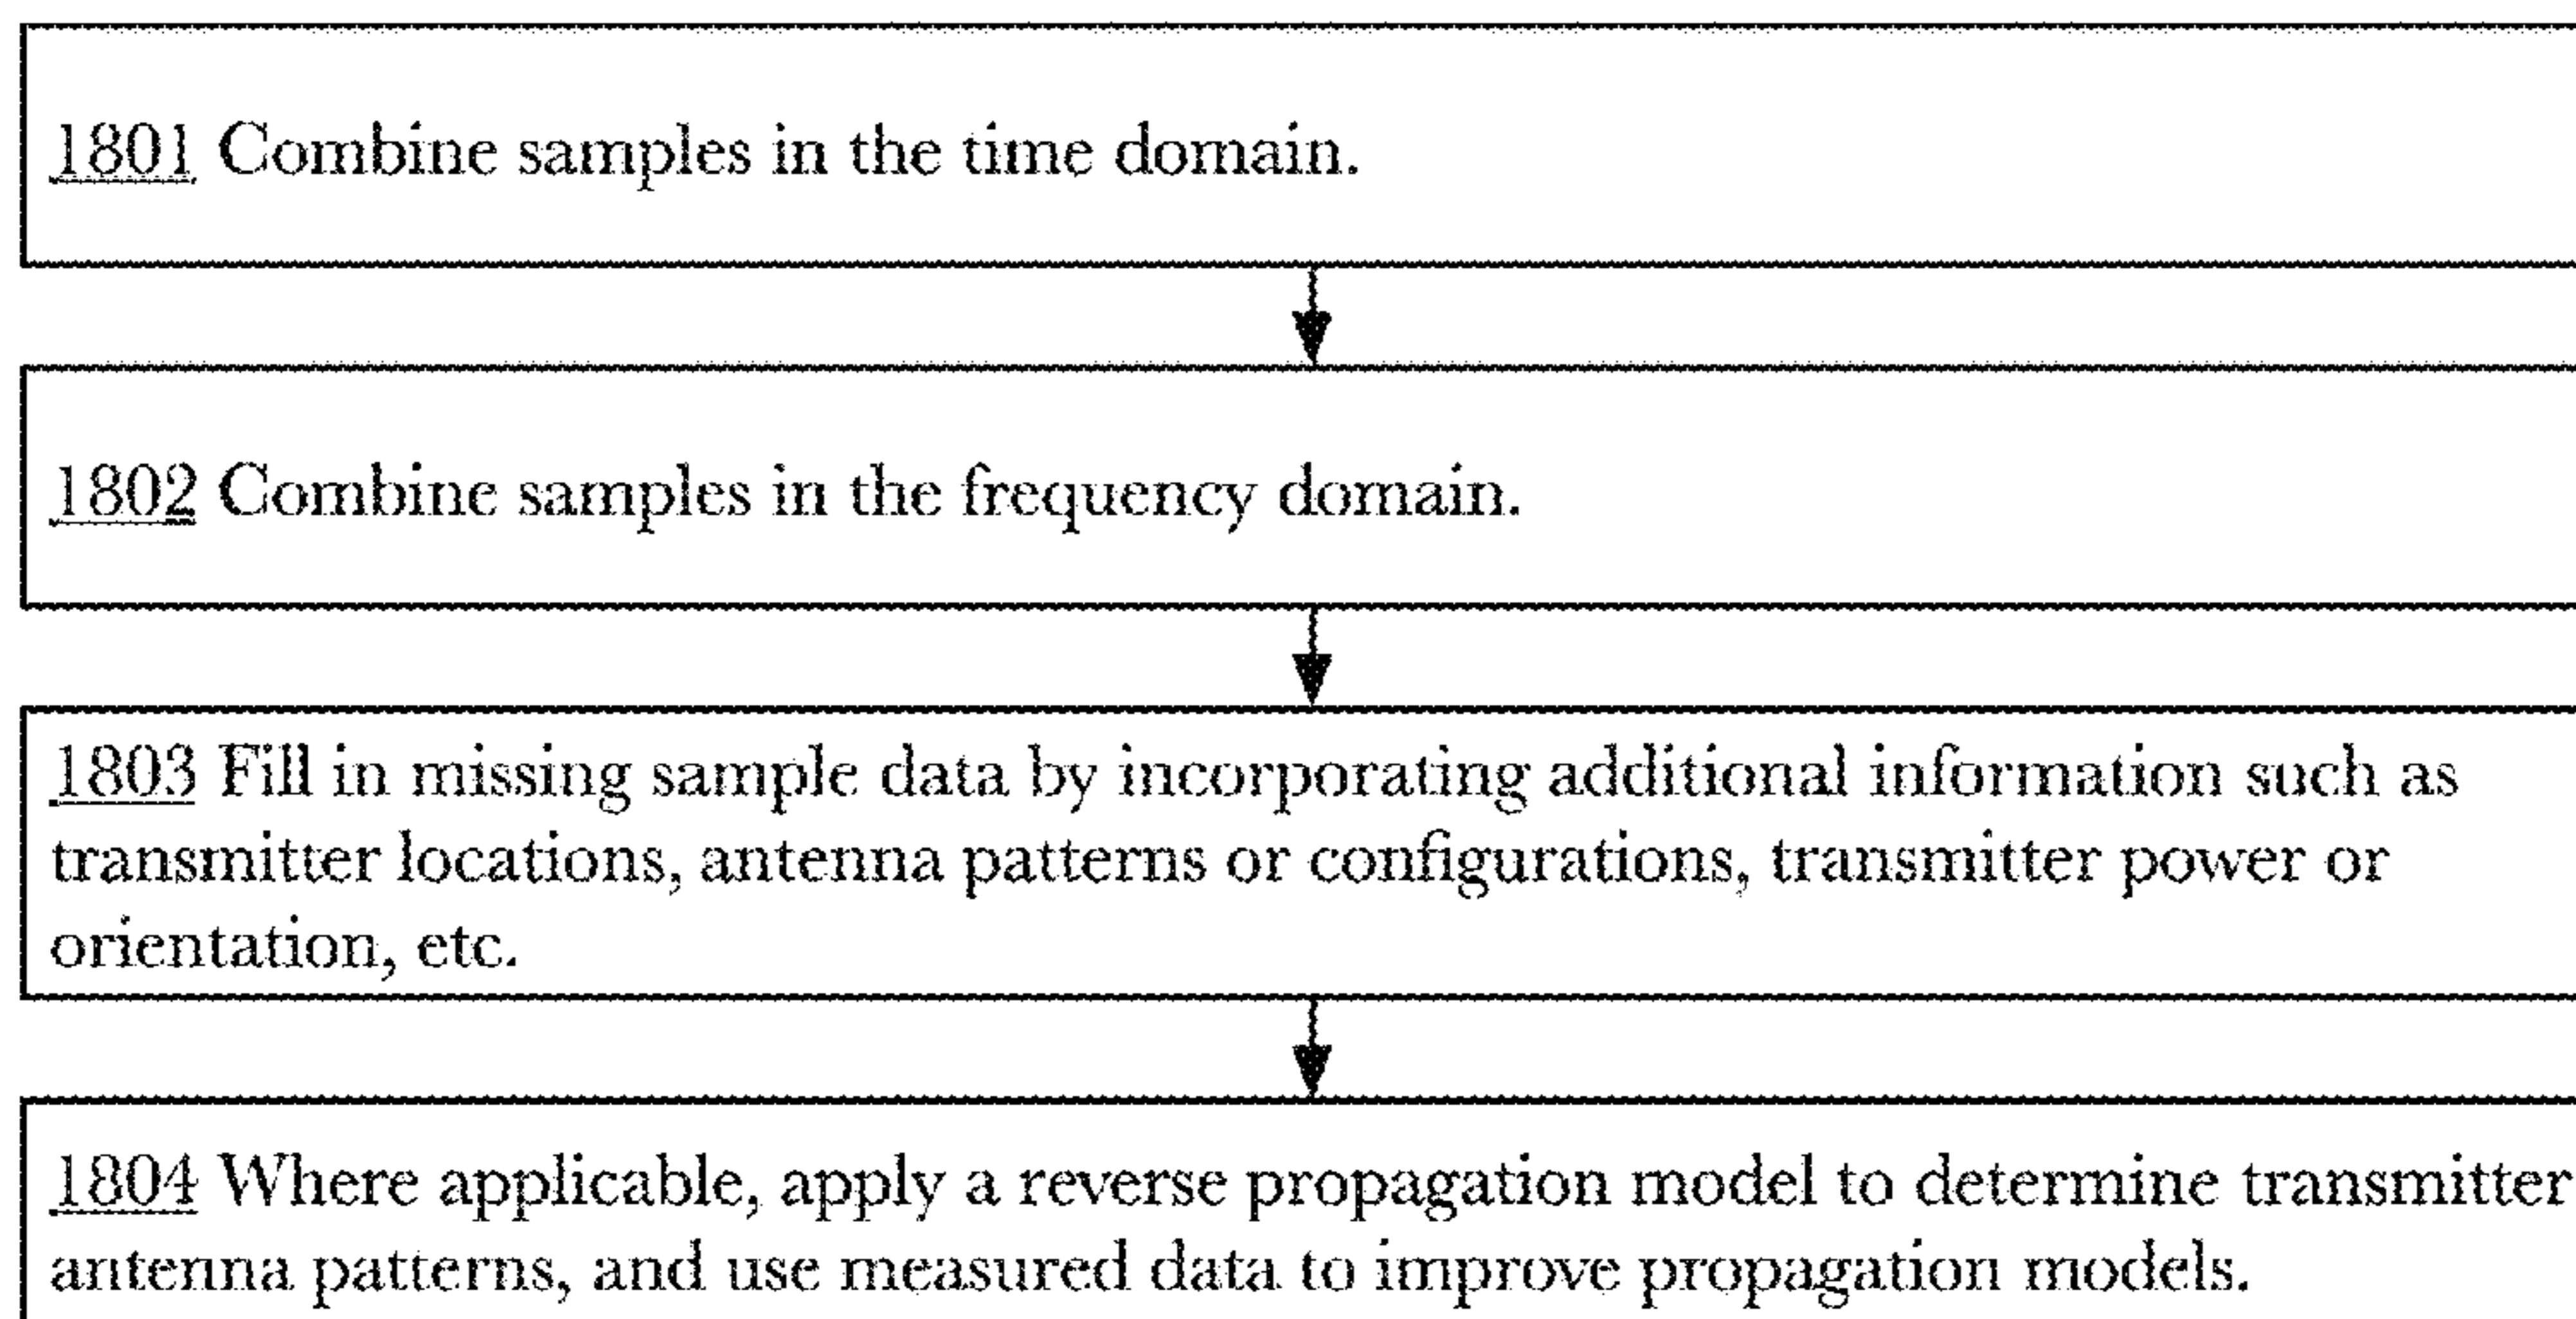 1801 Combine samples in the time domain.
1802 Combine samples in the frequency domain.
1803 Fill in missing sample data by incorporating additional information such as
transmitter locations, antenna patterns or configurations, transmitter power or
orientation, etc.
1804 Where applicable, apply a reverse propagation model to determine transmitter
antenna patterns, and use measured data to improve propagation models.